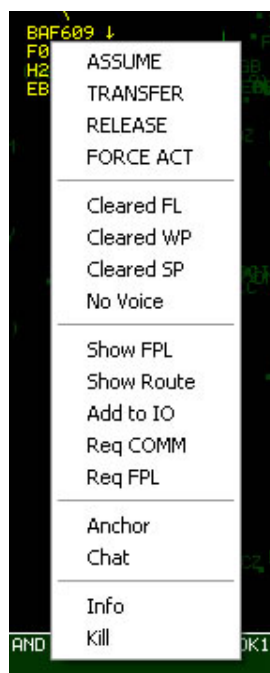 BAF609 ↓
F0
H2
EB
ASSUME
TRANSFER
RELEASE
FORCE ACT
Cleared FL
Cleared WP
Cleared SP
No Voice
Show FPL
Show Route
Add to IO
Req COMM
Req FPL
Anchor
Chat
Info
Kill
AND